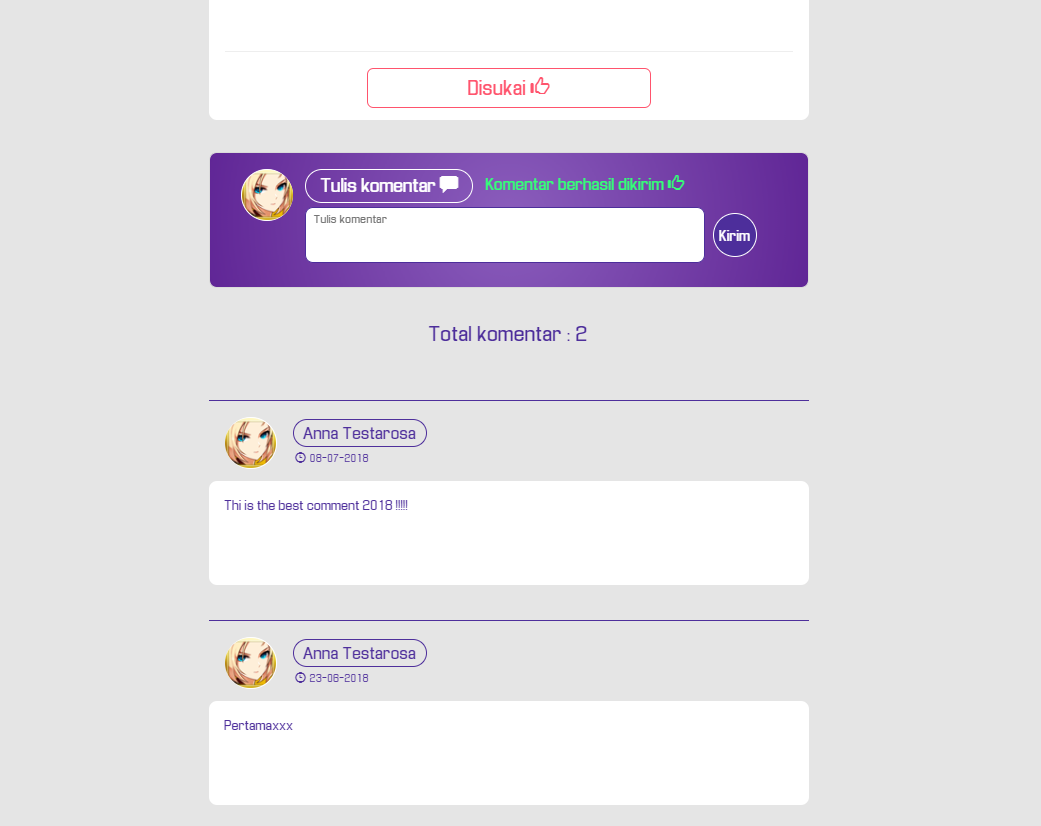 Disukai
Tulis komentar
Komentar berhasil dikirim
Tulis komentar
Kirim
Total komentar : 2
Anna Testarosa
08-07-2018
Thi is the best comment 2018 !!!!!
Anna Testarosa
23-06-2018
Pertamaxxx